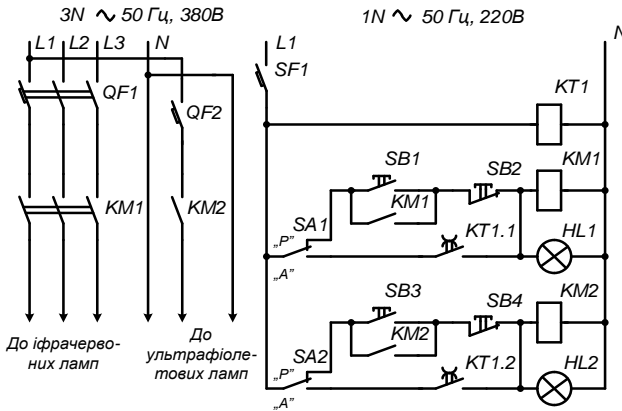 3N ∿ 50 Гц, 380В
1N ∿ 50 Гц, 220В
L1 L2 L3 N
L1
N
SF1
QF1
QF2
KT1
SB1
SB2
KM1
KM1
KM1
KM2
SA1
„Р”
„А”
KT1.1
HL1
SB3
SB4
KM2
KM2
SA2
„Р”
„А”
KT1.2
HL2
До іфрачерво-
них ламп
До
ультрафіоле-
тових ламп